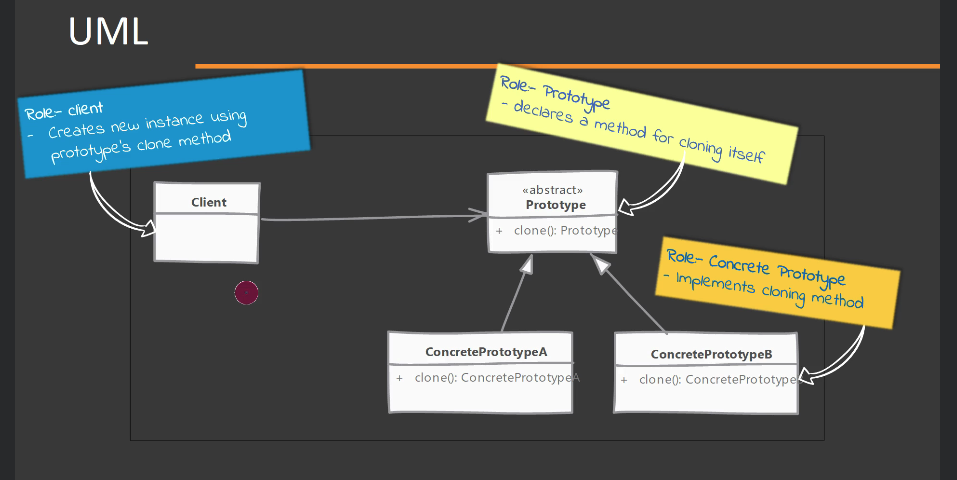 UML
Role- client
- Creates new instance using
prototype's clone method
Role- Prototype
- declares a method for cloning itself
Client
«abstract»
Prototype
+ clone(): Prototype
Role- Concrete Prototype
- Implements cloning method
ConcretePrototypeA
+ clone(): ConcretePrototypeA
ConcretePrototypeB
+ clone(): ConcretePrototype